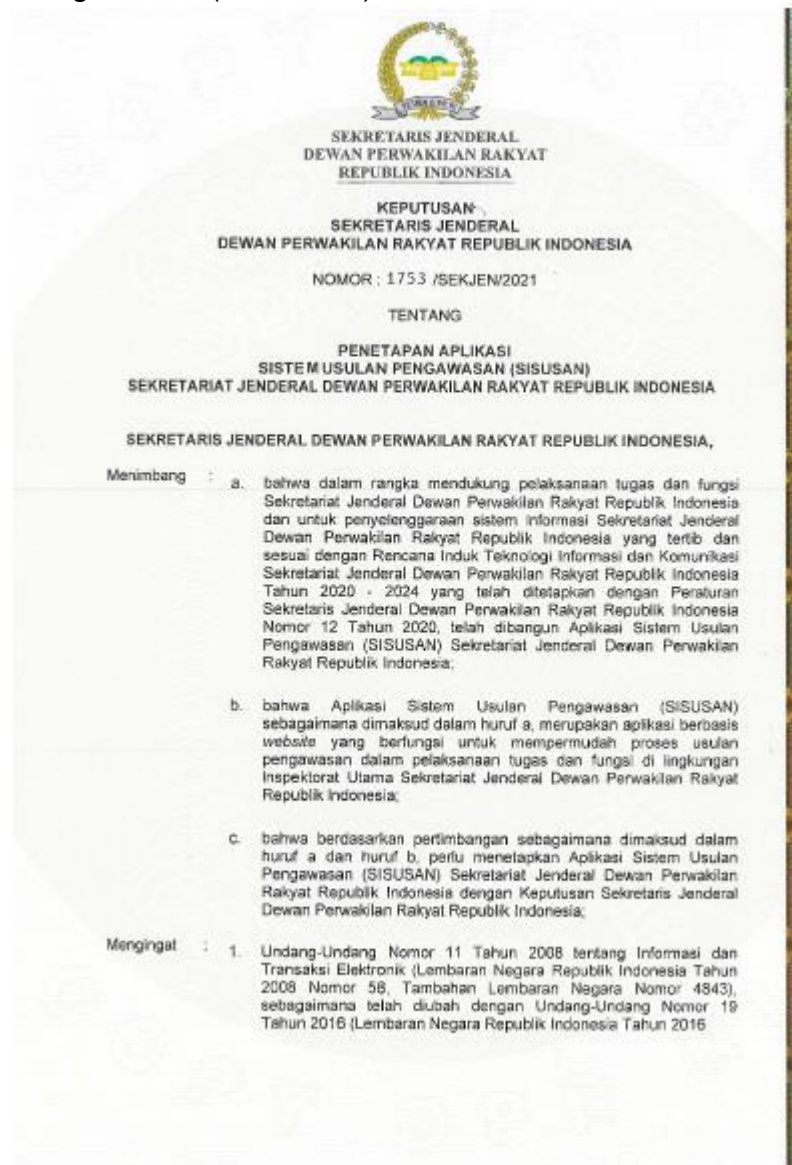 SEKRETARIS JENDERAL
DEWAN PERWAKILAN RAKYAT
REPUBLIK INDONESIA
KEPUTUSAN
SEKRETARIS JENDERAL
DEWAN PERWAKILAN RAKYAT REPUBLIK INDONESIA
NOMOR : 1753 /SEKJEN/2021
TENTANG
PENETAPAN APLIKASI
SISTEM USULAN PENGAWASAN (SISUSAN)
SEKRETARIAT JENDERAL DEWAN PERWAKILAN RAKYAT REPUBLIK INDONESIA
SEKRETARIS JENDERAL DEWAN PERWAKILAN RAKYAT REPUBLIK INDONESIA,
Menimbang : a. bahwa dalam rangka mendukung pelaksanaan tugas dan fungsi
Sekretariat Jenderal Dewan Perwakilan Rakyat Republik Indonesia
dan untuk penyelenggaraan sistem informasi Sekretariat Jenderal
Dewan Perwakilan Rakyat Republik Indonesia yang tertib dan
sesuai dengan Rencana Induk Teknologi Informasi dan Komunikasi
Sekretariat Jenderal Dewan Perwakilan Rakyat Republik Indonesia
Tahun 2020 - 2024 yang telah ditetapkan dengan Peraturan
Sekretaris Jenderal Dewan Perwakilan Rakyat Republik Indonesia
Nomor 12 Tahun 2020, telah dibangun Aplikasi Sistem Usulan
Pengawasan (SISUSAN) Sekretariat Jenderal Dewan Perwakilan
Rakyat Republik Indonesia;
b. bahwa Aplikasi Sistem Usulan Pengawasan (SISUSAN)
sebagaimana dimaksud dalam huruf a, merupakan aplikasi berbasis
website yang berfungsi untuk mempermudah proses usulan
pengawasan dalam pelaksanaan tugas dan fungsi di lingkungan
Inspektorat Utama Sekretariat Jenderal Dewan Perwakilan Rakyat
Republik Indonesia;
c. bahwa berdasarkan pertimbangan sebagaimana dimaksud dalam
huruf a dan huruf b, perlu menetapkan Aplikasi Sistem Usulan
Pengawasan (SISUSAN) Sekretariat Jenderal Dewan Perwakilan
Rakyat Republik Indonesia dengan Keputusan Sekretaris Jenderal
Dewan Perwakilan Rakyat Republik Indonesia;
Mengingat : 1. Undang-Undang Nomor 11 Tahun 2008 tentang Informasi dan
Transaksi Elektronik (Lembaran Negara Republik Indonesia Tahun
2008 Nomor 58, Tambahan Lembaran Negara Nomor 4843),
sebagaimana telah diubah dengan Undang-Undang Nomor 19
Tahun 2016 (Lembaran Negara Republik Indonesia Tahun 2016